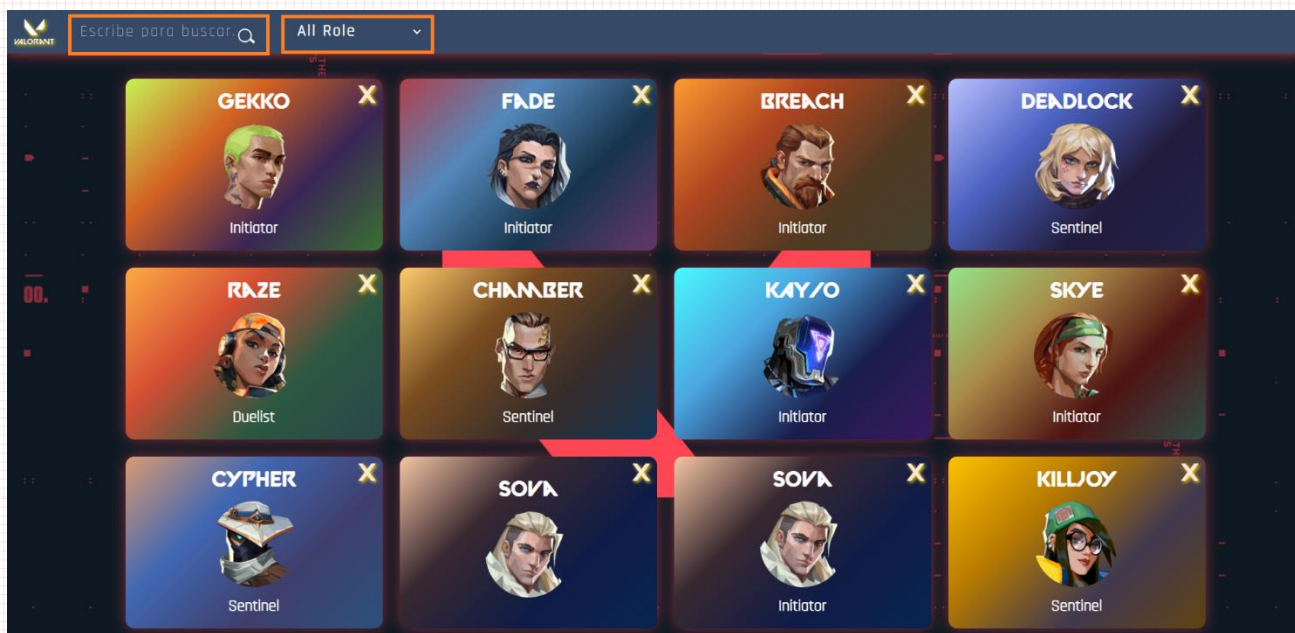 VALORANT
Escribe para buscar.
All Role
GEKKO
X
Initiator
FADE
X
Initiator
BREACH
X
Initiator
DEADLOCK
X
Sentinel
RAZE
X
Duelist
CHAMBER
X
Sentinel
KAY/O
X
Initiator
SKYE
X
Initiator
CYPHER
X
Sentinel
SOVA
X
SOVA
X
Initiator
KILLJOY
X
Sentinel
00.